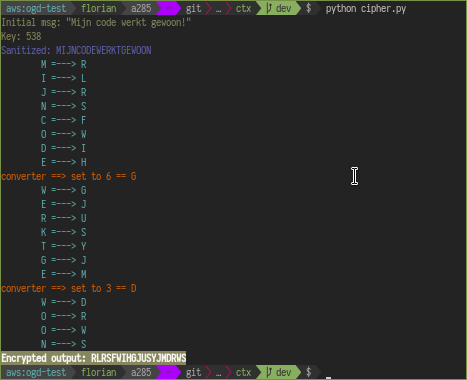 aws:ogd-test florian a285 git … ctx dev $ python cipher.py
Initial msg: "Mijn code werkt gewoon!"
Key: 538
Sanitized: MIJNCODEWERKTGEWOON
M =---> R
I =---> L
J =---> R
N =---> S
C =---> F
O =---> W
D =---> I
E =---> H
converter ==> set to 6 == G
W =---> G
E =---> J
R =---> U
K =---> S
T =---> Y
G =---> J
E =---> M
converter ==> set to 3 == D
W =---> D
O =---> R
O =---> W
N =---> S
Encrypted output: RLRSFWIHGJUSYJMDRWS
aws:ogd-test florian a285 git … ctx dev $